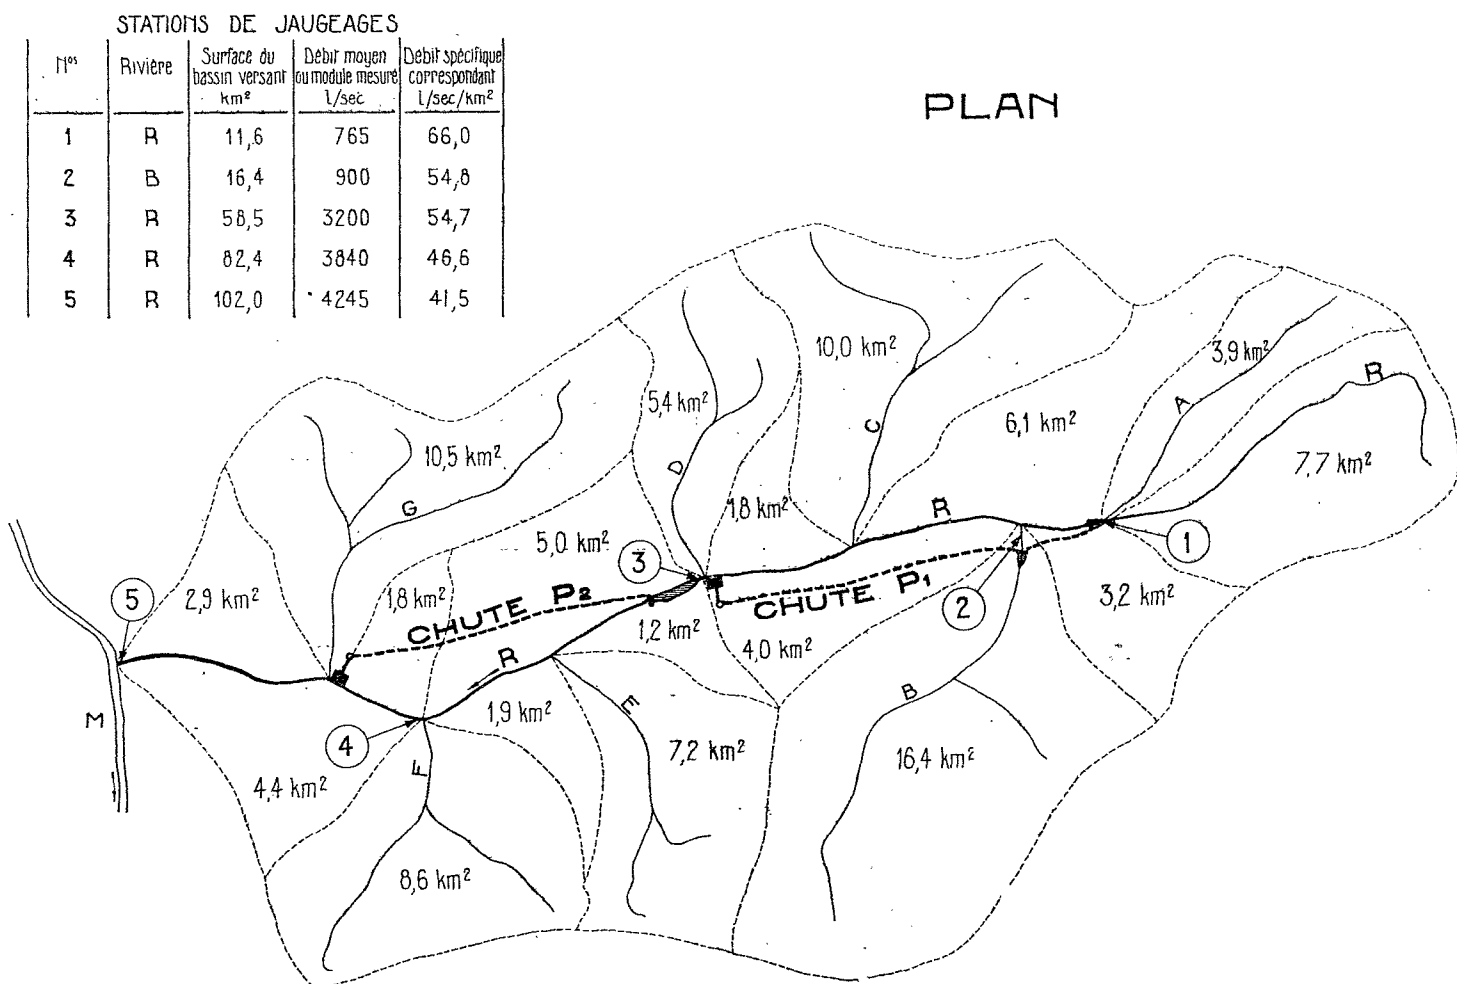 STATIONS DE JAUGEAGES
Nos
Rivière
Surface du
bassin versant
km²
Débit moyen
ou module mesuré
l/sec
Débit spécifique
correspondant
l/sec/km²
1 R 11,6 765 66,0
2 B 16,4 900 54,8
3 R 58,5 3200 54,7
4 R 82,4 3840 46,6
5 R 102,0 4245 41,5
PLAN
10,0 km²
3,9 km²
R
5,4 km²
A
6,1 km²
C
10,5 km²
7,7 km²
D
G
1,8 km²
R
5,0 km²
1
3
2,9 km²
5
1,8 km²
CHUTE P2
CHUTE P1
2
3,2 km²
1,2 km²
4,0 km²
R
B
E
M
1,9 km²
4
7,2 km²
16,4 km²
F
4,4 km²
8,6 km²